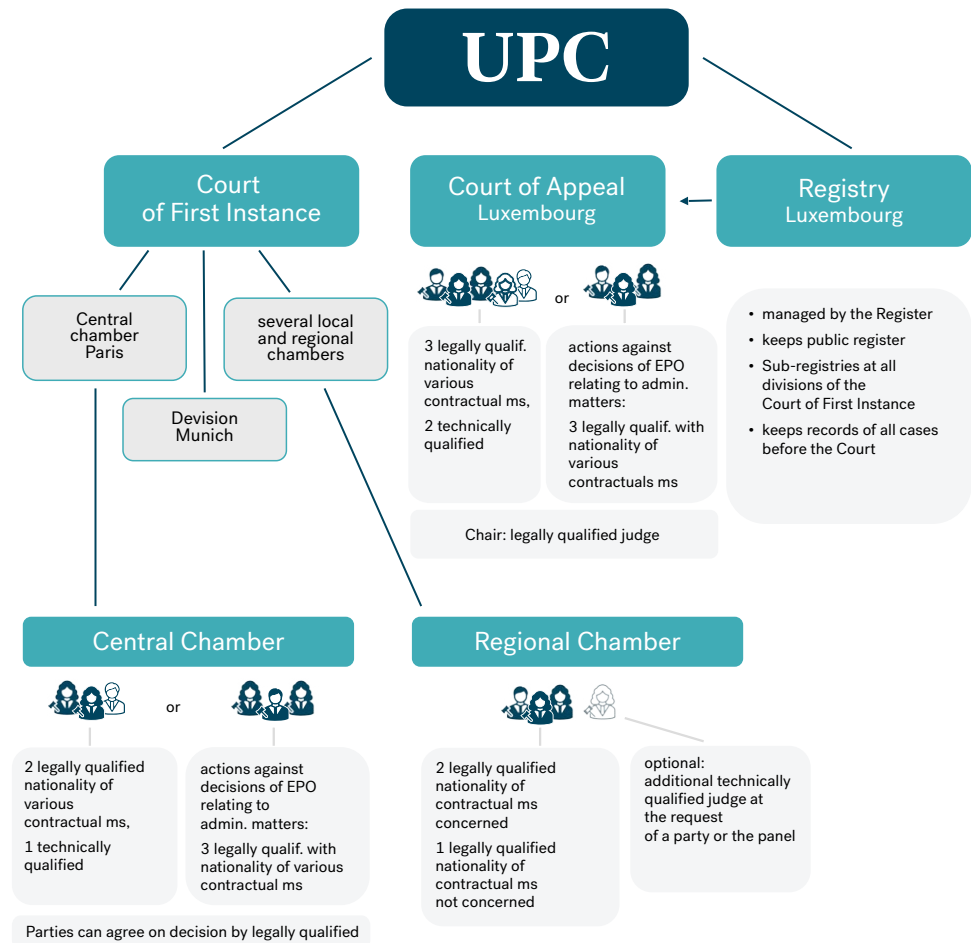 UPC
Court
of First Instance
Court of Appeal
Luxembourg
Registry
Luxembourg
Central
chamber
Paris
several local
and regional
chambers
Devision
Munich
or
3 legally qualif.
nationality of
various
contractual ms,
2 technically
qualified
actions against
decisions of EPO
relating to admin.
matters:
3 legally qualif. with
nationality of
various
contractuals ms
Chair: legally qualified judge
• managed by the Register
• keeps public register
• Sub-registries at all
divisions of the
Court of First Instance
• keeps records of all cases
before the Court
Central Chamber
or
2 legally qualified
nationality of
various
contractual ms,
1 technically
qualified
actions against
decisions of EPO
relating to
admin. matters:
3 legally qualif. with
nationality of various
contractual ms
Parties can agree on decision by legally qualified
Regional Chamber
2 legally qualified
nationality of
contractual ms
concerned
1 legally qualified
nationality of
contractual ms
not concerned
optional:
additional technically
qualified judge at
the request
of a party or the panel